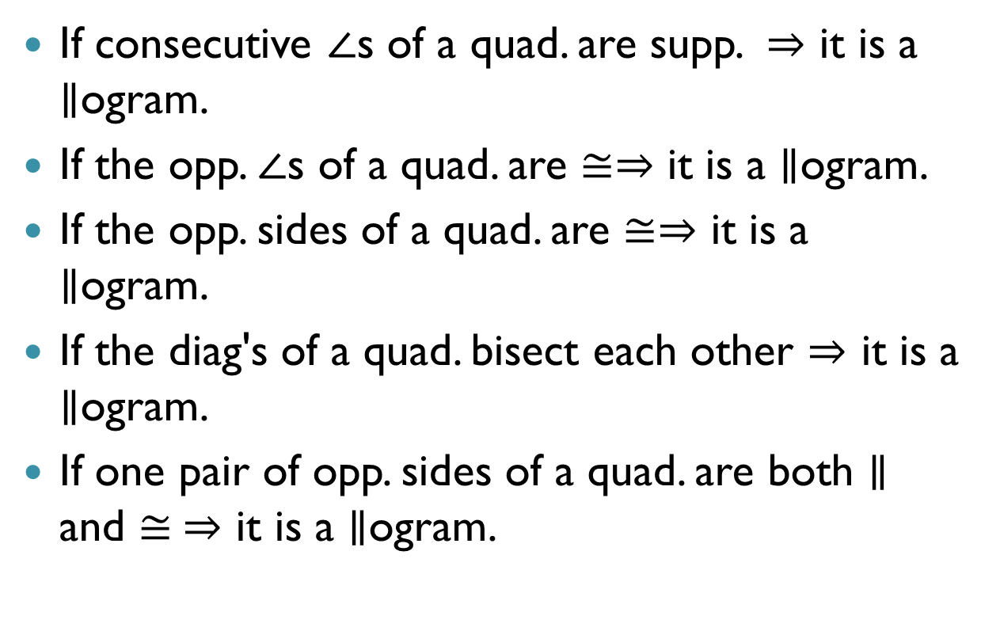 • If consecutive ∠s of a quad. are supp. ⇒ it is a
∥ogram.
• If the opp. ∠s of a quad. are ≅⇒ it is a ∥ogram.
• If the opp. sides of a quad. are ≅⇒ it is a
∥ogram.
• If the diag's of a quad. bisect each other ⇒ it is a
∥ogram.
• If one pair of opp. sides of a quad. are both ∥
and ≅ ⇒ it is a ∥ogram.